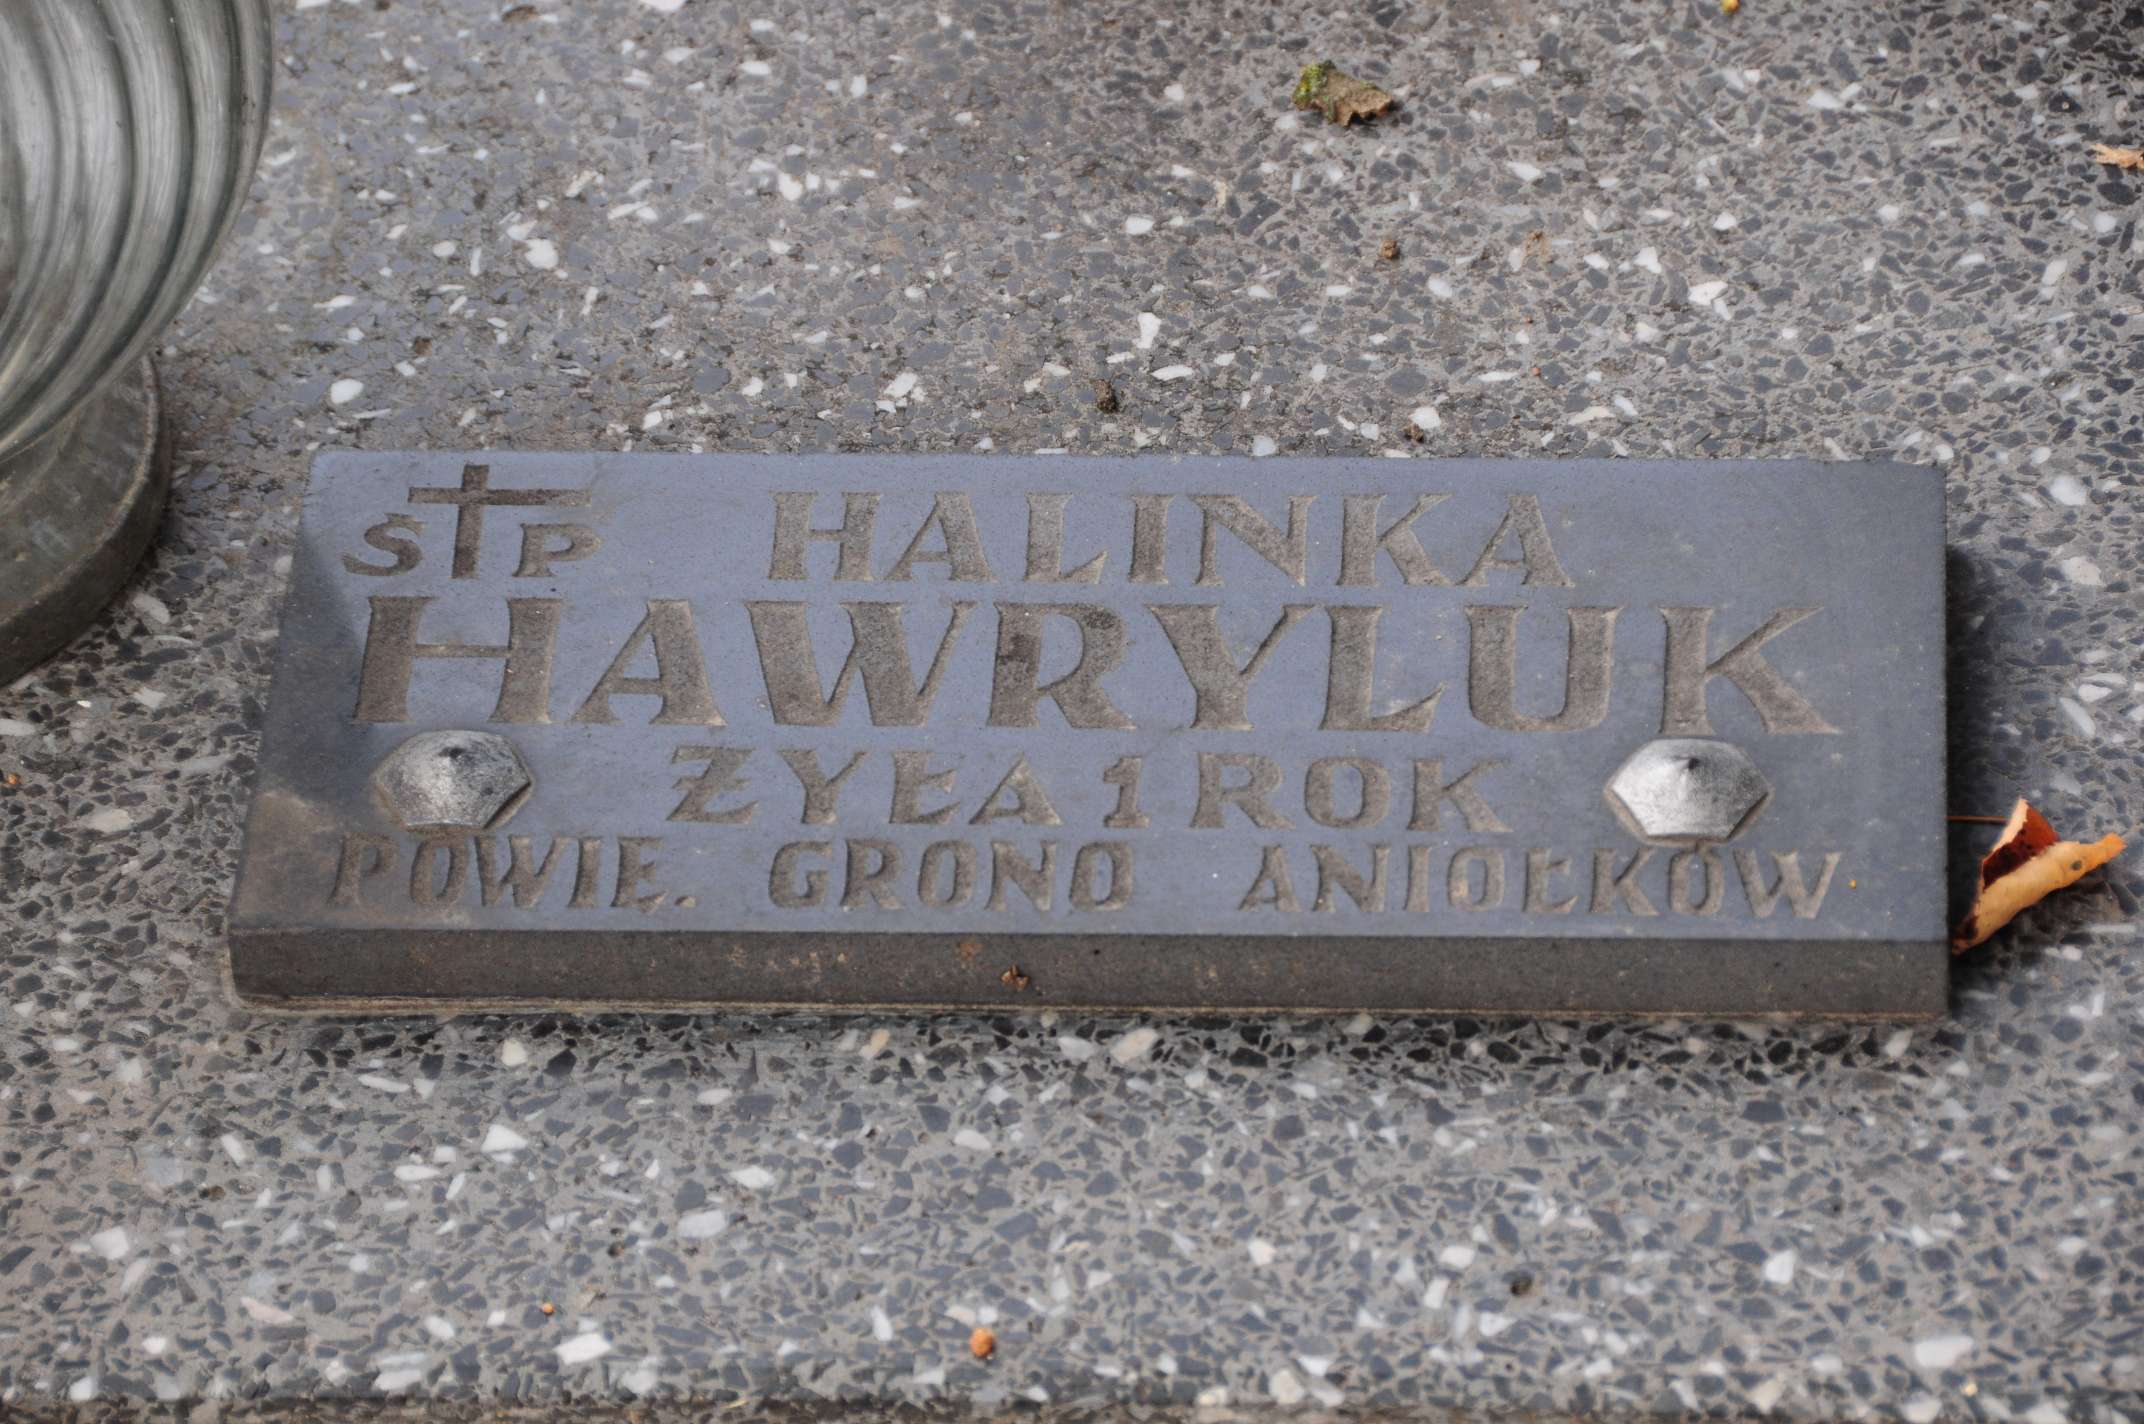 ŚP HALINKA
HAWRYLUK
ŻYŁA 1 ROK
POWIĘ. GRONO ANIOŁKÓW